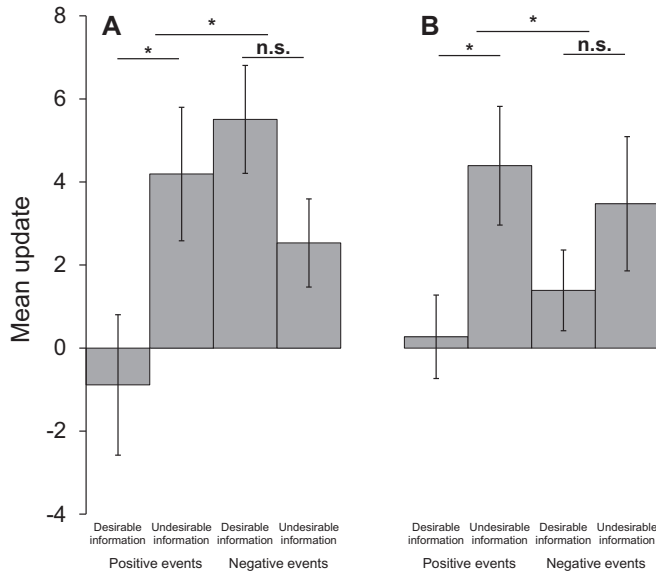 8
6
4
2
0
-2
-4
Mean update
A
*
*
n.s.
Desirable information
Undesirable information
Desirable information
Undesirable information
Positive events
Negative events
B
*
*
n.s.
Desirable information
Undesirable information
Desirable information
Undesirable information
Positive events
Negative events